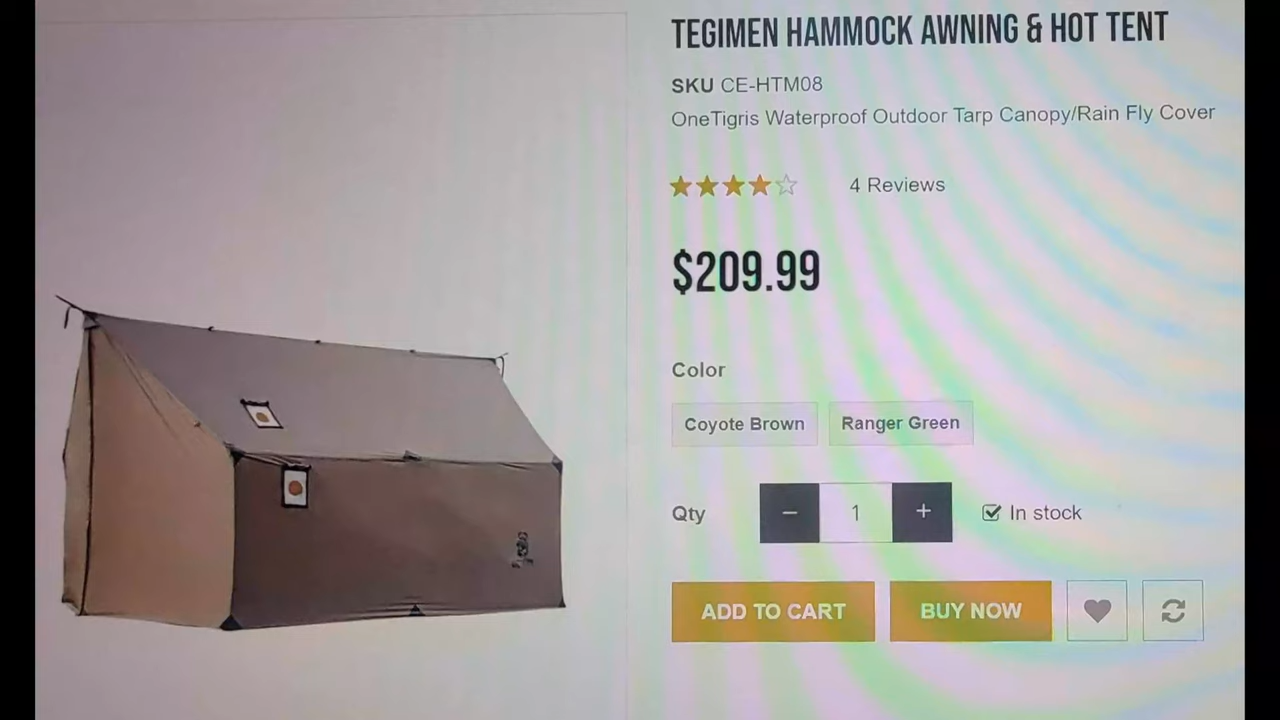 TEGIMEN HAMMOCK AWNING & HOT TENT
SKU CE-HTM08
OneTigris Waterproof Outdoor Tarp Canopy/Rain Fly Cover
4 Reviews
$209.99
Color
Coyote Brown Ranger Green
Qty − 1 + In stock
ADD TO CART BUY NOW